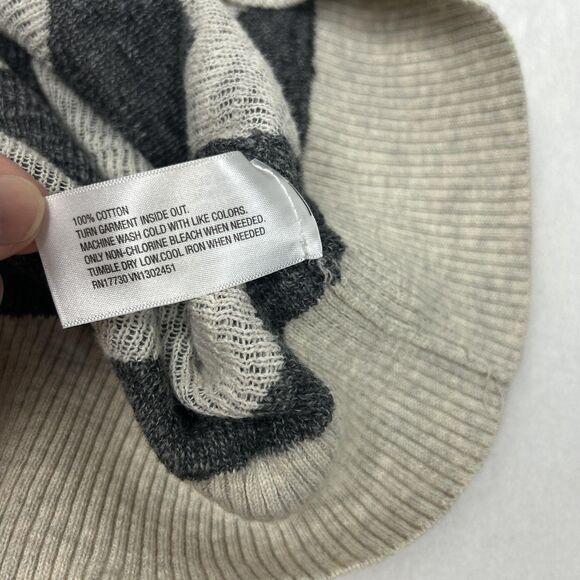 100% COTTON
TURN GARMENT INSIDE OUT.
MACHINE WASH COLD WITH LIKE COLORS.
ONLY NON-CHLORINE BLEACH WHEN NEEDED.
TUMBLE DRY LOW.COOL IRON WHEN NEEDED
RN17730 VN1302451